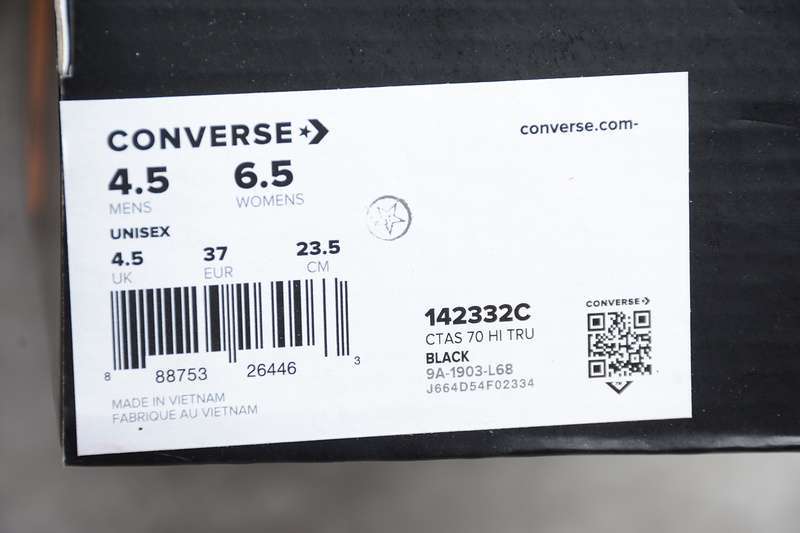 CONVERSE
converse.com-
4.5 6.5
MENS WOMENS
UNISEX
4.5 37 23.5
UK EUR CM
8 88753 26446 3
MADE IN VIETNAM
FABRIQUE AU VIETNAM
CONVERSE
142332C
CTAS 70 HI TRU
BLACK
9A-1903-L68
J664D54F02334